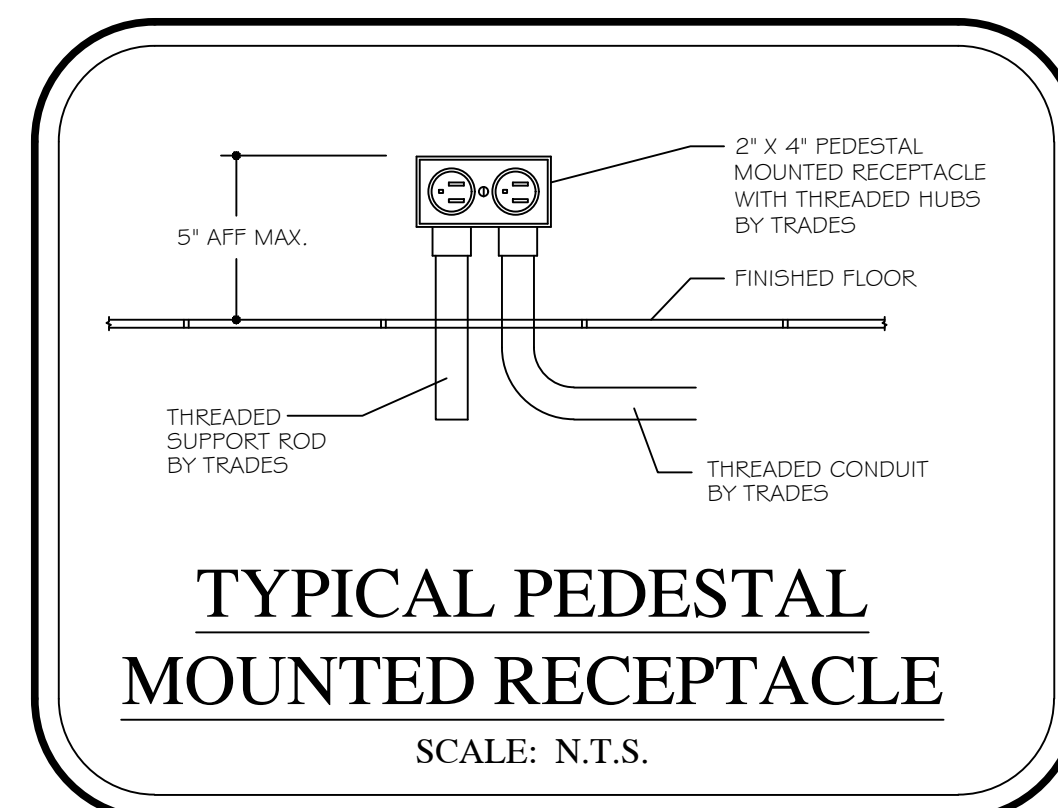 2" X 4" PEDESTAL
MOUNTED RECEPTACLE
WITH THREADED HUBS
BY TRADES
5" AFF MAX.
FINISHED FLOOR
THREADED
SUPPORT ROD
BY TRADES
THREADED CONDUIT
BY TRADES
TYPICAL PEDESTAL
MOUNTED RECEPTACLE
SCALE: N.T.S.